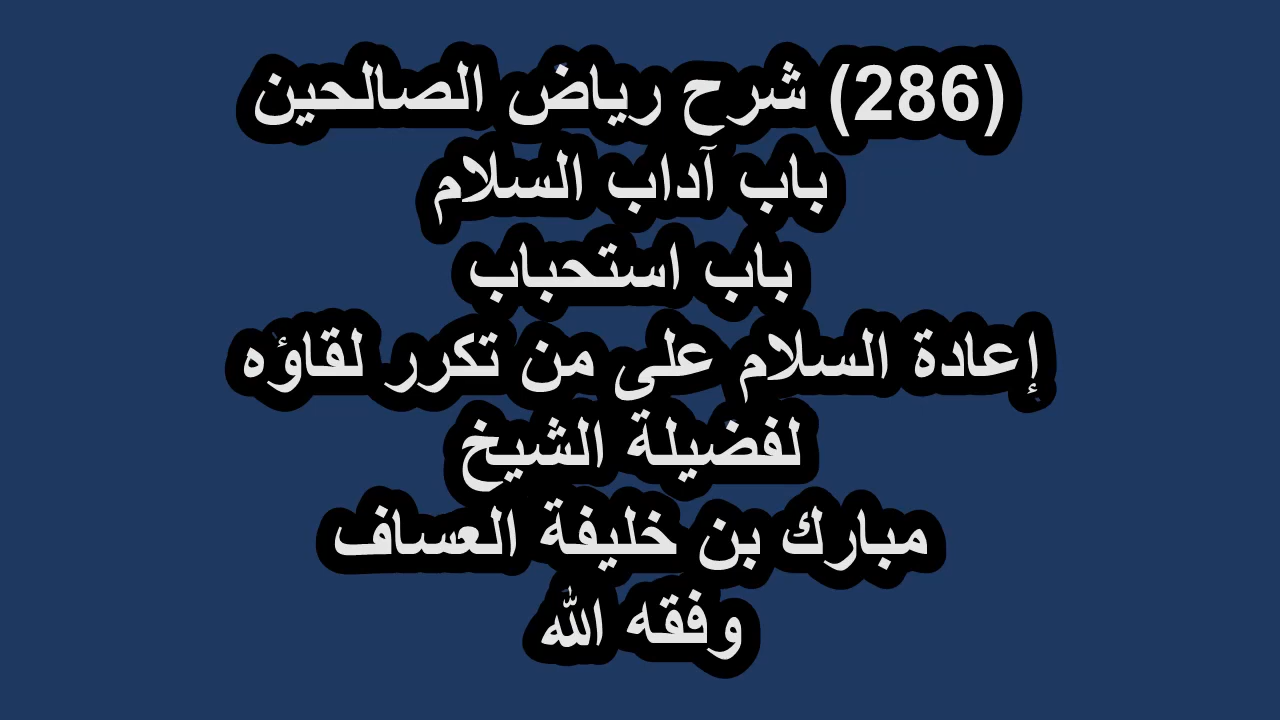 (286) شرح رياض الصالحين
باب آداب السلام
باب استحباب
إعادة السلام على من تكرر لقاؤه
لفضيلة الشيخ
مبارك بن خليفة العساف
وفقه الله